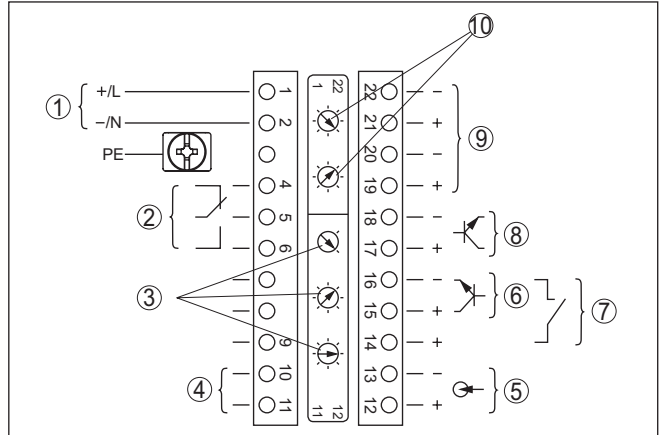 ⑩
1 22
① +/L 1 22 −
−/N 2 21 + ⑨
PE 20 −
4 19 +
② 5 18 − ⑧
6 17 +
16 − ⑥
③ 15 + ⑦
9 14 +
④ 10 13 − ⑤
11 11 12 12 +